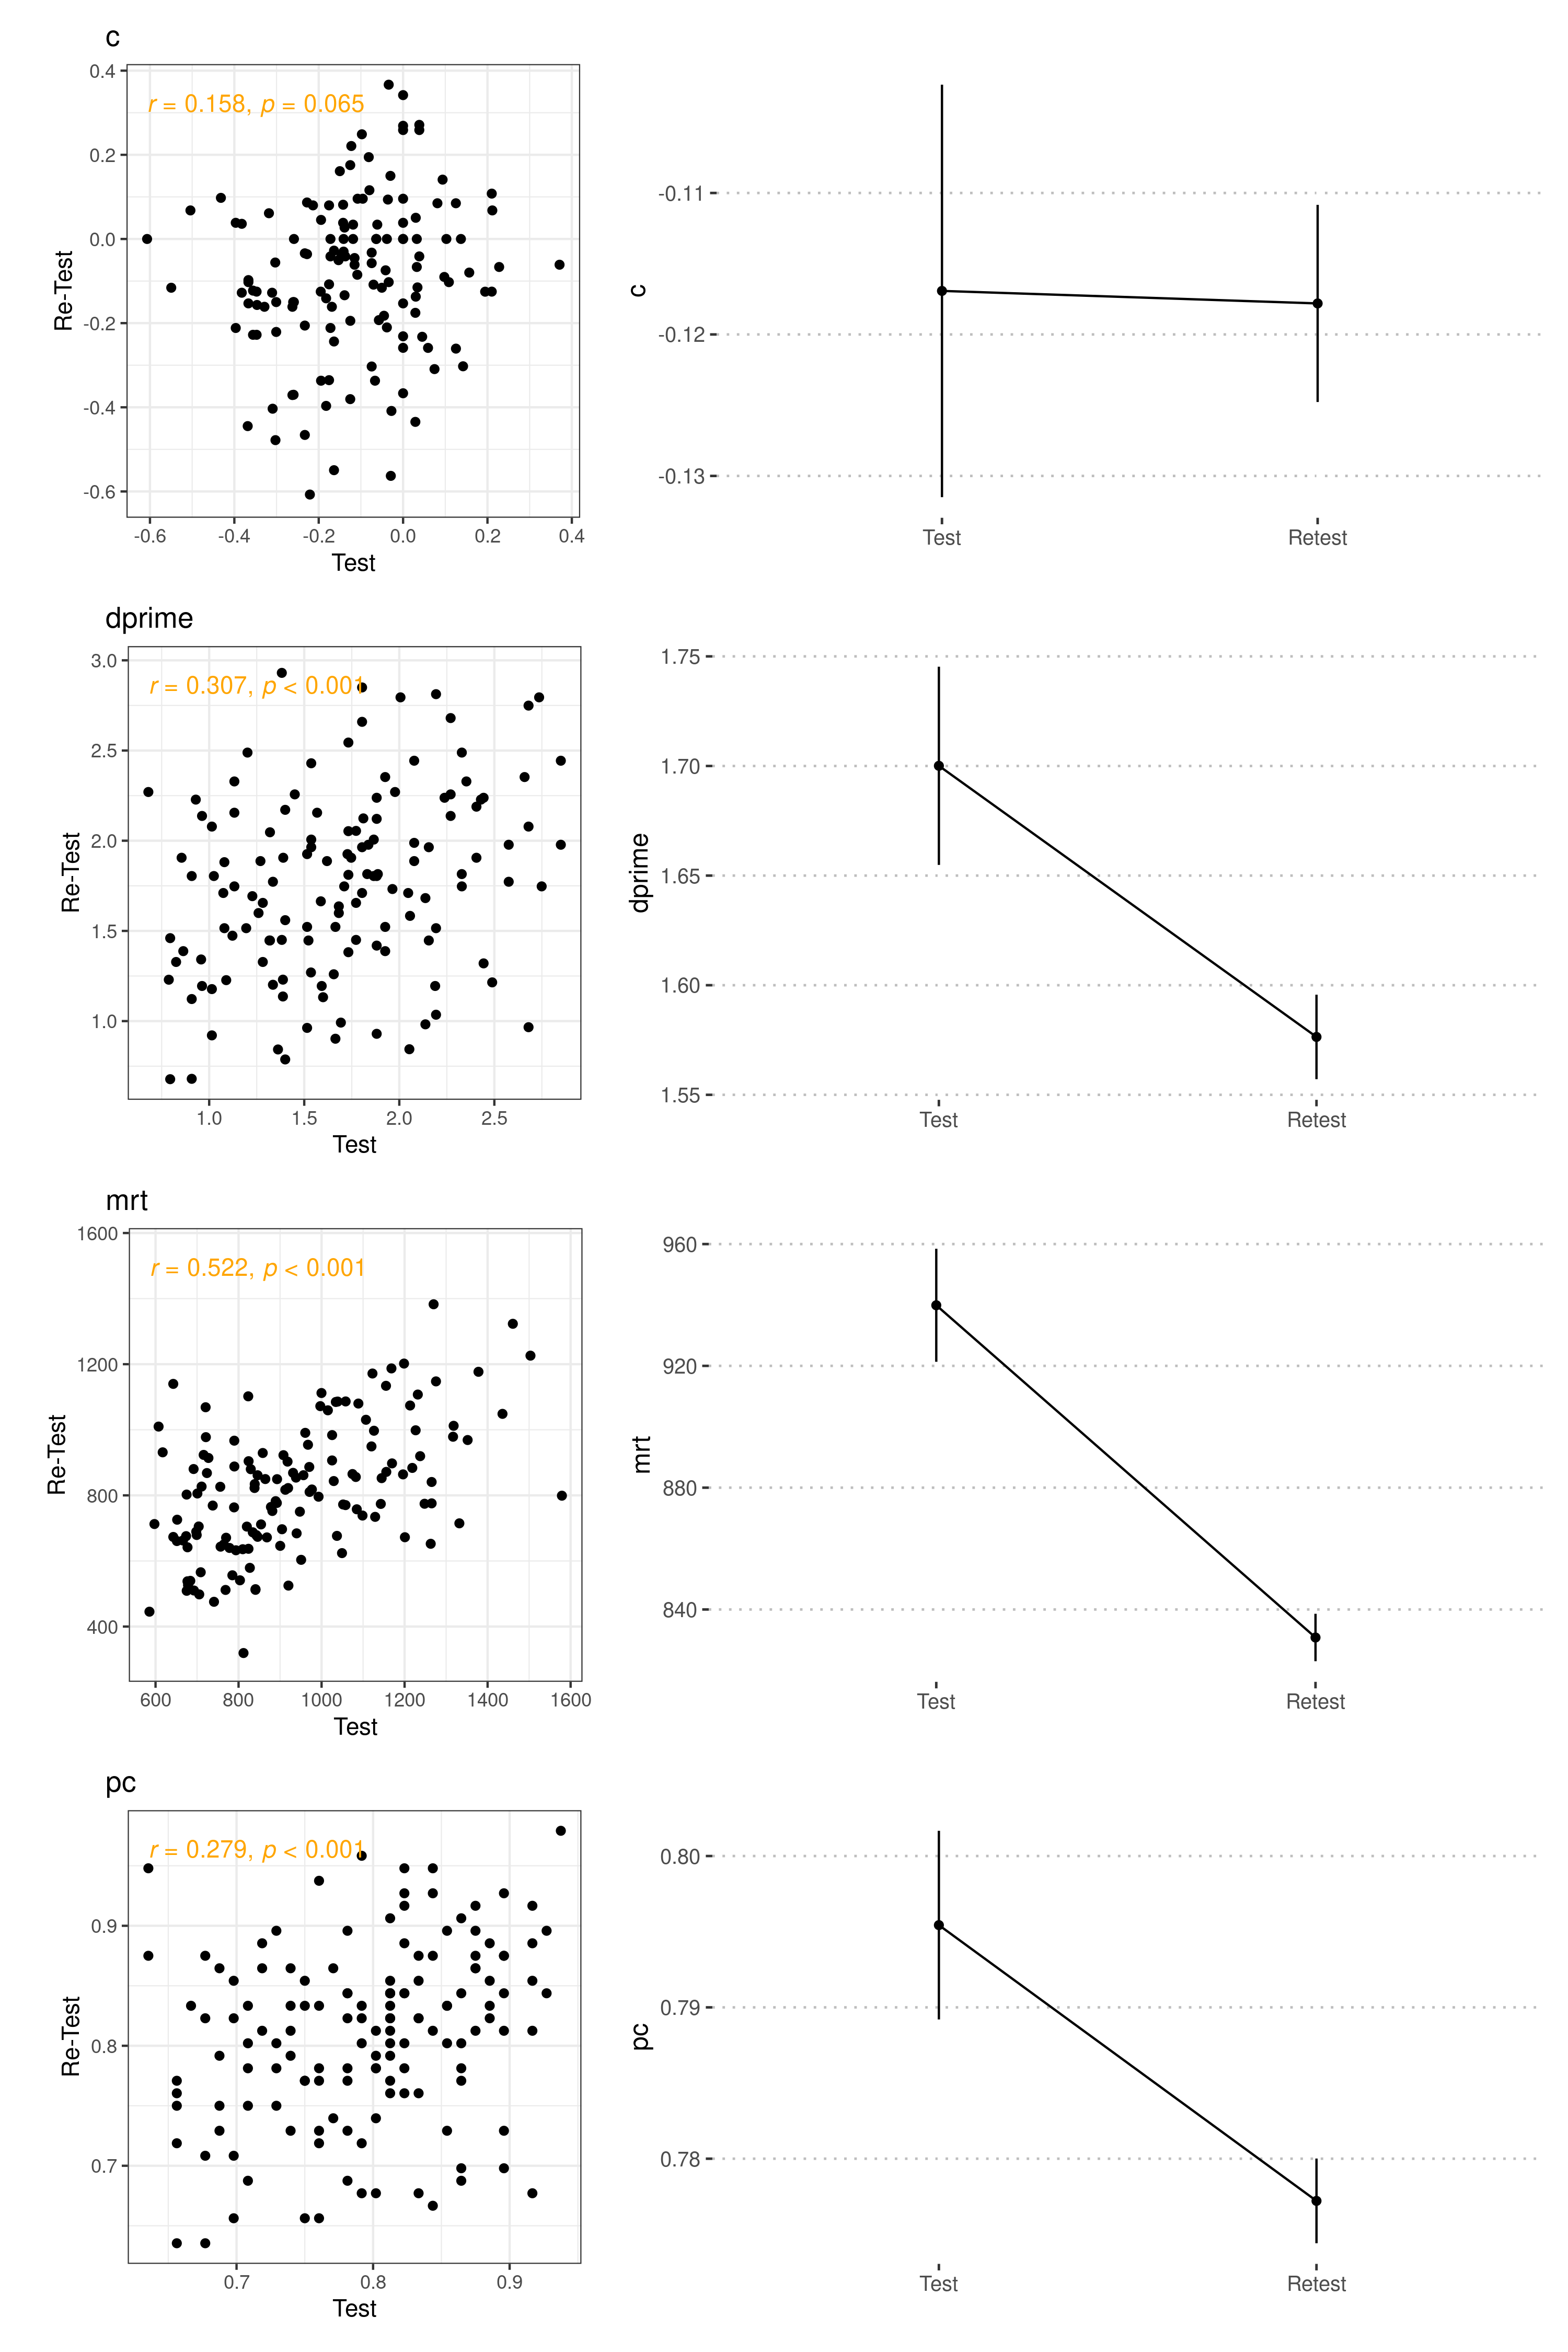 c
0.4
0.2
0.0
-0.2
-0.4
-0.6
Re-Test
r = 0.158, p = 0.065
-0.6 -0.4 -0.2 0.0 0.2 0.4
Test
-0.11
-0.12
-0.13
c
Test Retest
dprime
3.0
2.5
2.0
1.5
1.0
Re-Test
r = 0.307, p < 0.001
1.0 1.5 2.0 2.5
Test
1.75
1.70
1.65
1.60
1.55
dprime
Test Retest
mrt
1600
1200
800
400
Re-Test
r = 0.522, p < 0.001
600 800 1000 1200 1400 1600
Test
960
920
880
840
mrt
Test Retest
pc
0.9
0.8
0.7
Re-Test
r = 0.279, p < 0.001
0.7 0.8 0.9
Test
0.80
0.79
0.78
pc
Test Retest